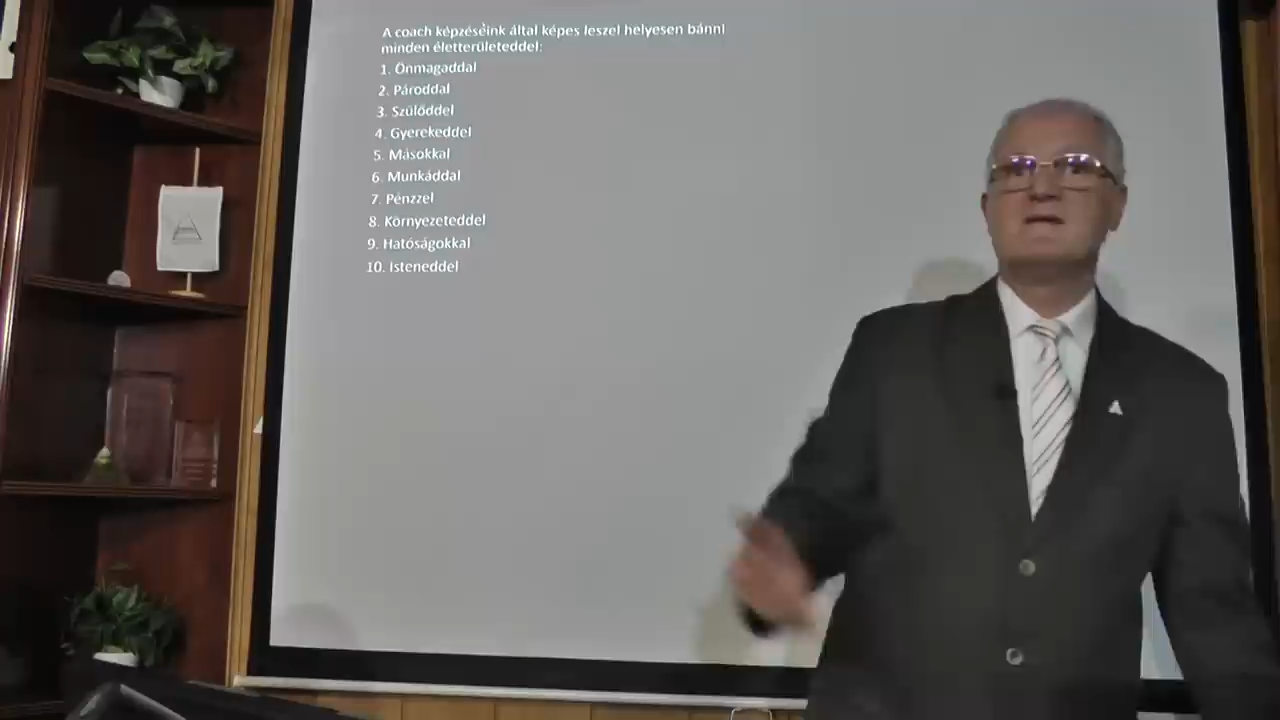 A coach képzéseink által képes leszel helyesen bánni
minden életterületeddel:
1. Önmagaddal
2. Pároddal
3. Szülőddel
4. Gyerekeddel
5. Másokkal
6. Munkáddal
7. Pénzzel
8. Környezeteddel
9. Hatóságokkal
10. Isteneddel